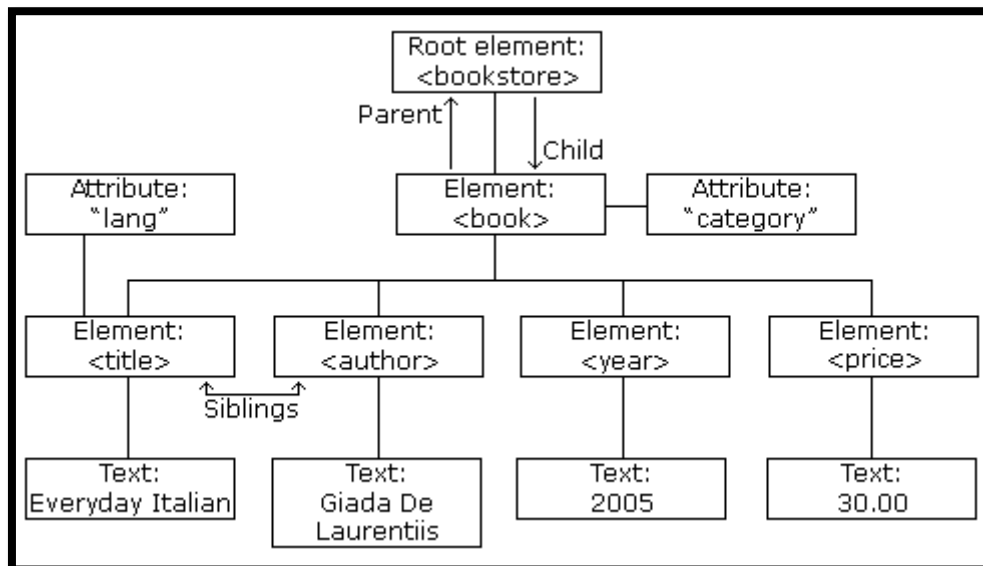 Root element:
<bookstore>
Parent
Child
Attribute:
“lang”
Element:
<book>
Attribute:
“category”
Element:
<title>
Element:
<author>
Element:
<year>
Element:
<price>
Siblings
Text:
Everyday Italian
Text:
Giada De
Laurentiis
Text:
2005
Text:
30.00